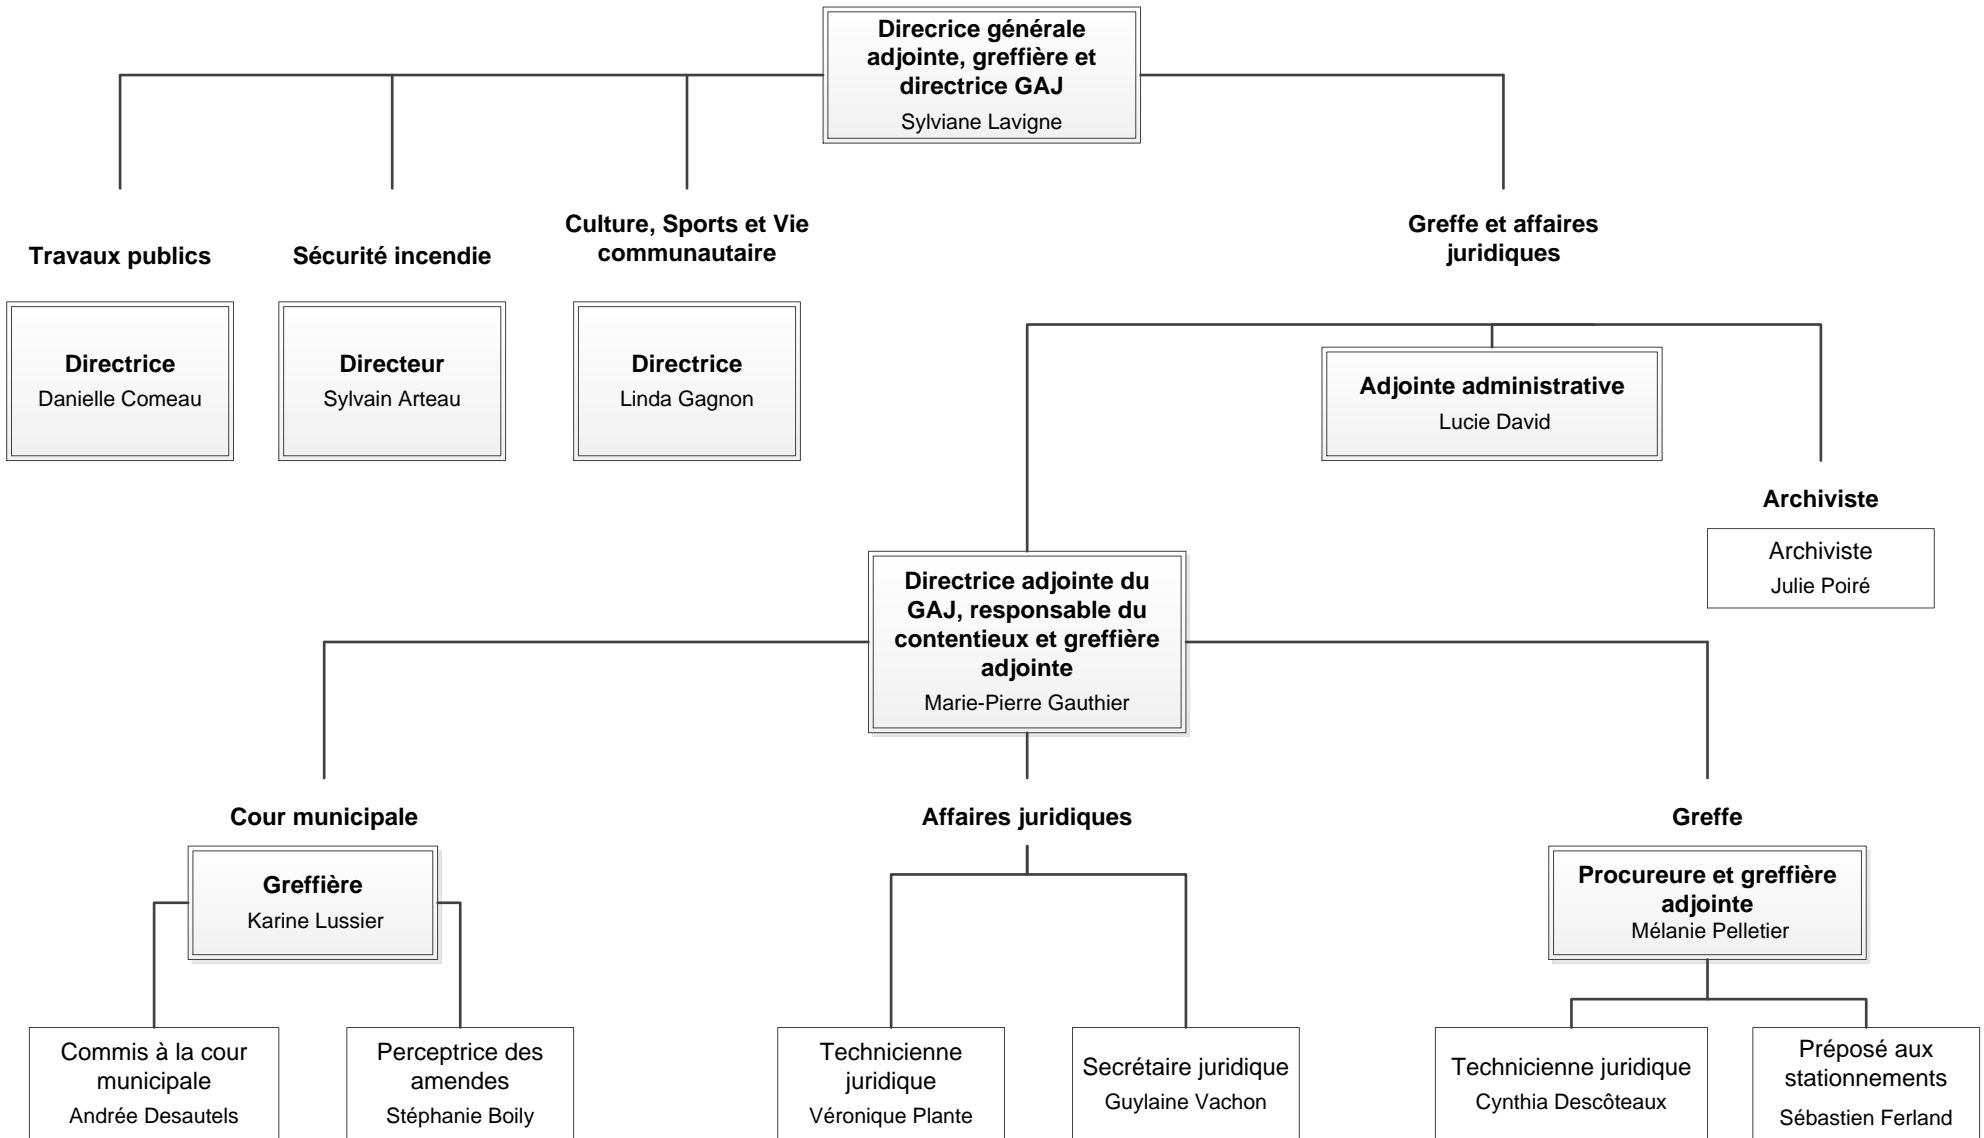 Direcrice générale
adjointe, greffière et
directrice GAJ
Sylviane Lavigne
Travaux publics
Sécurité incendie
Culture, Sports et Vie
communautaire
Greffe et affaires
juridiques
Directrice
Danielle Comeau
Directeur
Sylvain Arteau
Directrice
Linda Gagnon
Adjointe administrative
Lucie David
Archiviste
Archiviste
Julie Poiré
Directrice adjointe du
GAJ, responsable du
contentieux et greffière
adjointe
Marie-Pierre Gauthier
Cour municipale
Affaires juridiques
Greffe
Greffière
Karine Lussier
Procureure et greffière
adjointe
Mélanie Pelletier
Commis à la cour
municipale
Andrée Desautels
Perceptrice des
amendes
Stéphanie Boily
Technicienne
juridique
Véronique Plante
Secrétaire juridique
Guylaine Vachon
Technicienne juridique
Cynthia Descôteaux
Préposé aux
stationnements
Sébastien Ferland